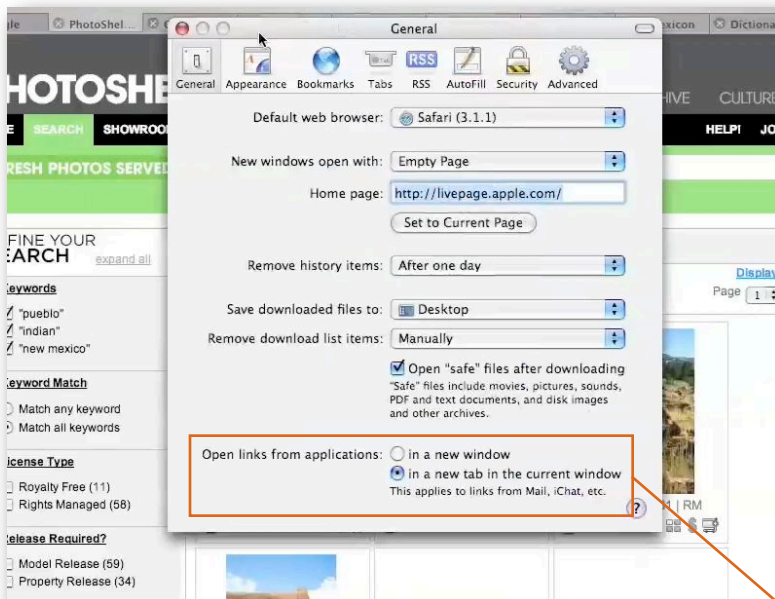 gle PhotoShel... General exicon Dictiona
General Appearance Bookmarks Tabs RSS AutoFill Security Advanced
RSS
HOTOSHE
HIVE CULTURE
E SEARCH SHOWROO
HELP! JO
RESH PHOTOS SERVED
Default web browser: Safari (3.1.1)
New windows open with: Empty Page
Home page: http://livepage.apple.com/
Set to Current Page
Remove history items: After one day
Save downloaded files to: Desktop
Remove download list items: Manually
Open "safe" files after downloading
"Safe" files include movies, pictures, sounds,
PDF and text documents, and disk images
and other archives.
Open links from applications: in a new window
in a new tab in the current window
This applies to links from Mail, iChat, etc.
?
FINE YOUR
EARCH expand all
Keywords
"pueblo"
"indian"
"new mexico"
Keyword Match
Match any keyword
Match all keywords
License Type
Royalty Free (11)
Rights Managed (58)
Release Required?
Model Release (59)
Property Release (34)
Display
Page 1
1 | RM
$